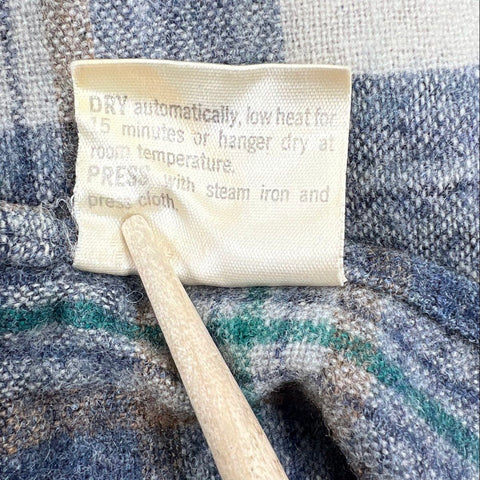 DRY automatically, low heat for
15 minutes or hanger dry at
room temperature.
PRESS with steam iron and
press cloth.